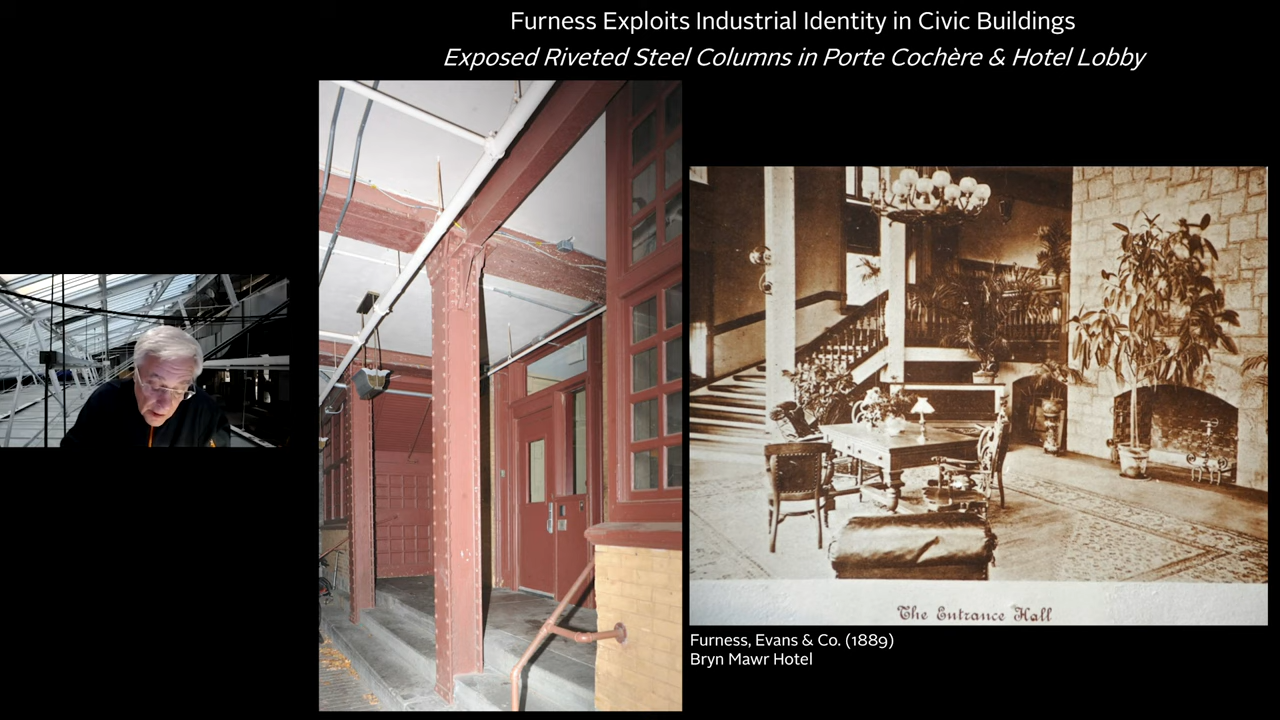 Furness Exploits Industrial Identity in Civic Buildings
Exposed Riveted Steel Columns in Porte Cochère & Hotel Lobby
The Entrance Hall
Furness, Evans & Co. (1889)
Bryn Mawr Hotel